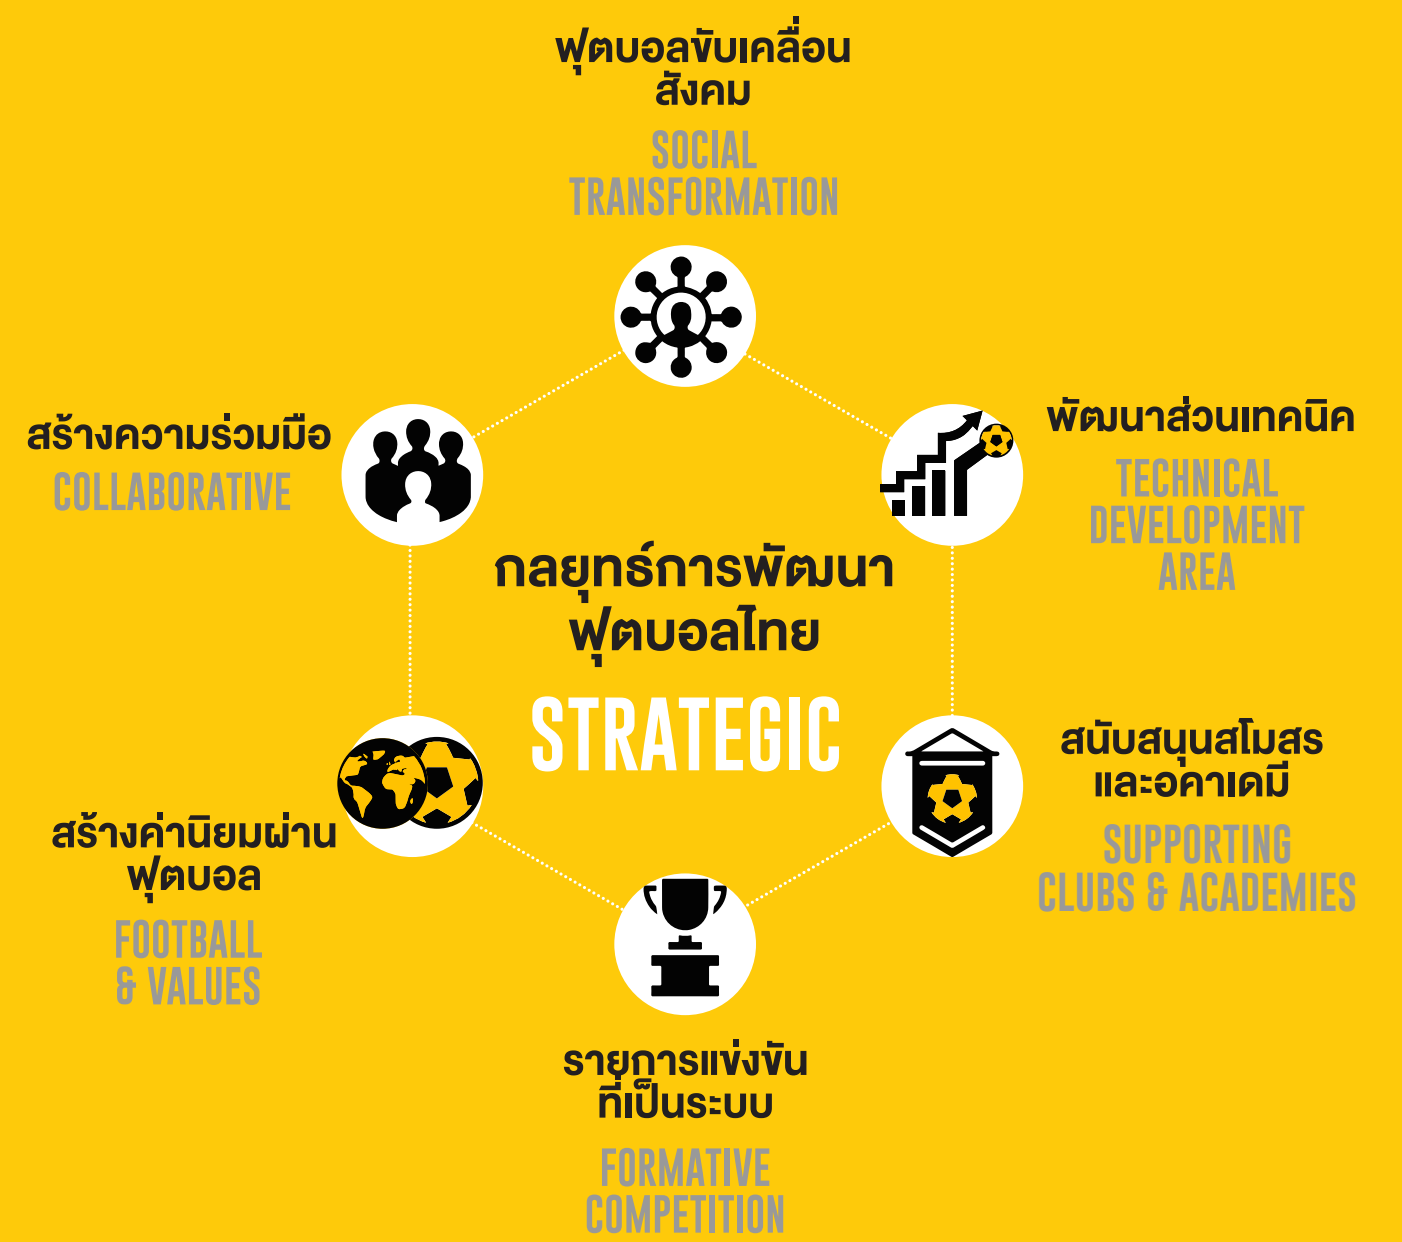 ฟุตบอลขับเคลื่อน
สังคม
SOCIAL
TRANSFORMATION
สร้างความร่วมมือ
COLLABORATIVE
พัฒนาส่วนเทคนิค
TECHNICAL
DEVELOPMENT
AREA
กลยุทธ์การพัฒนา
ฟุตบอลไทย
STRATEGIC
สนับสนุนสโมสร
และอคาเดมี
SUPPORTING
CLUBS & ACADEMIES
สร้างค่านิยมผ่าน
ฟุตบอล
FOOTBALL
& VALUES
รายการแข่งขัน
ที่เป็นระบบ
FORMATIVE
COMPETITION